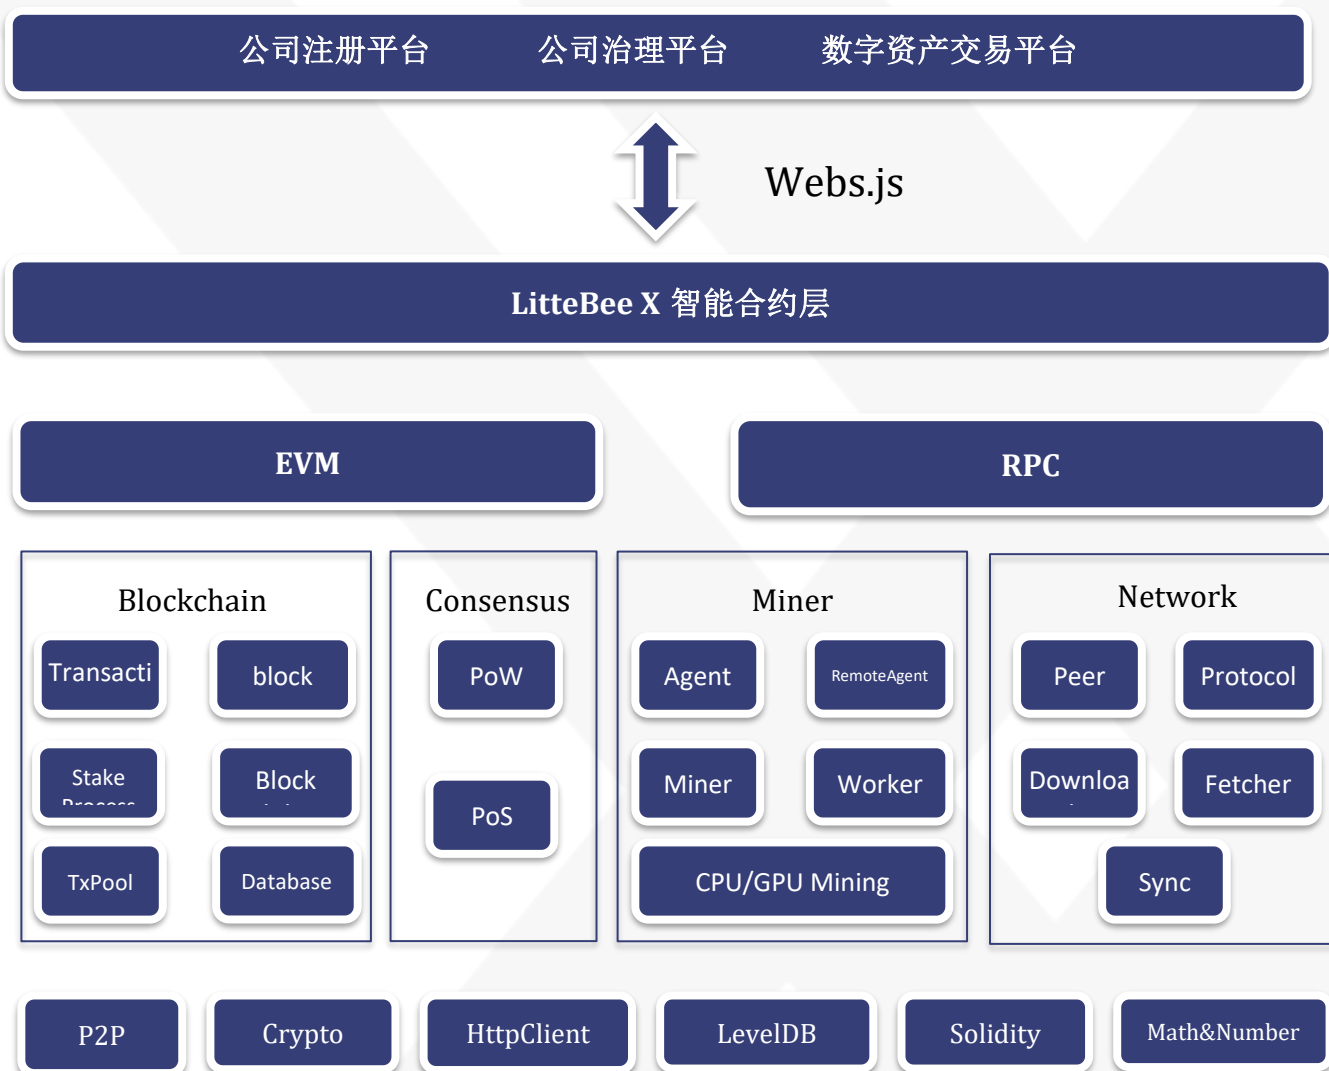 公司注册平台 公司治理平台 数字资产交易平台
Webs.js
LitteBee X 智能合约层
EVM RPC
Blockchain Consensus Miner Network
Transacti block PoW Agent RemoteAgent Peer Protocol
Stake Block Miner Worker Downloa Fetcher
Process
PoS
TxPool Database CPU/GPU Mining Sync
P2P Crypto HttpClient LevelDB Solidity Math&Number